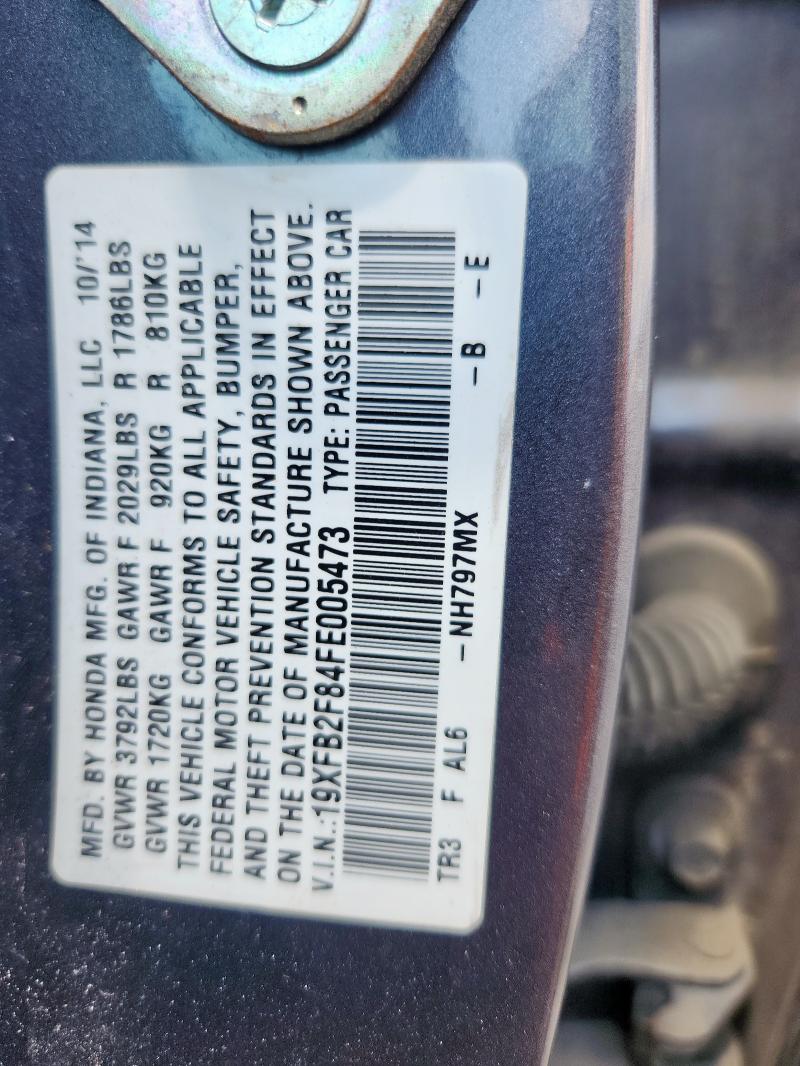 MFD. BY HONDA MFG. OF INDIANA, LLC 10/'14
GVWR 3792LBS GAWR F 2029LBS R 1786LBS
GVWR 1720KG GAWR F 920KG R 810KG
THIS VEHICLE CONFORMS TO ALL APPLICABLE
FEDERAL MOTOR VEHICLE SAFETY, BUMPER,
AND THEFT PREVENTION STANDARDS IN EFFECT
ON THE DATE OF MANUFACTURE SHOWN ABOVE.
V.I.N.:19XFB2F84FE005473 TYPE: PASSENGER CAR
TR3 F AL6 -NH797MX -B -E